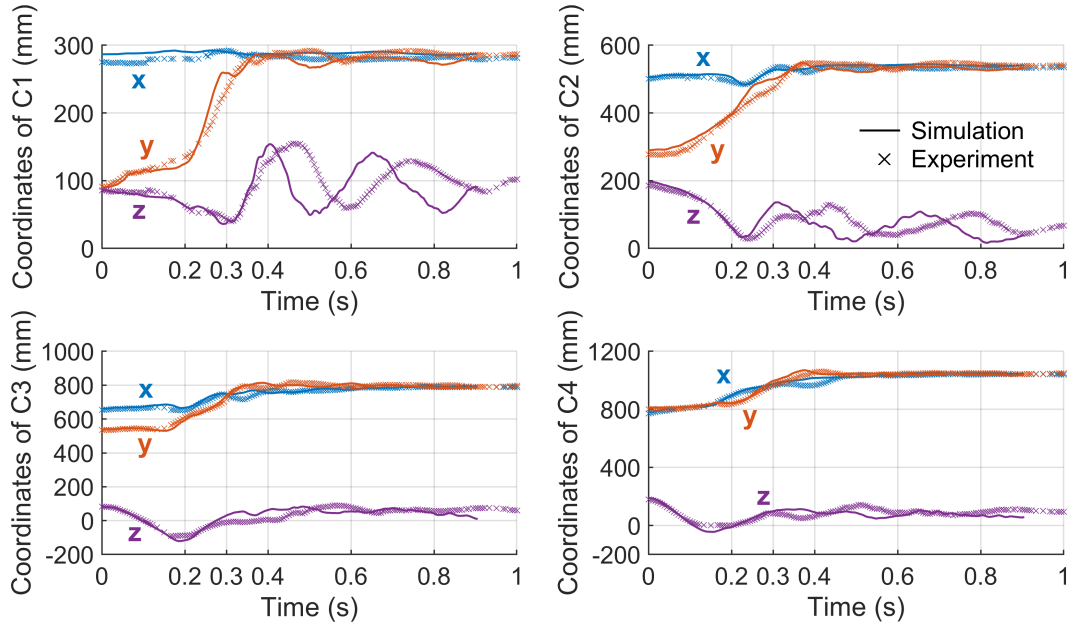 Coordinates of C1 (mm)
300
200
100
0
x
y
z
0 0.2 0.3 0.4 0.6 0.8 1
Time (s)
Coordinates of C2 (mm)
600
400
200
0
x
y
z
Simulation
Experiment
0 0.2 0.3 0.4 0.6 0.8 1
Time (s)
Coordinates of C3 (mm)
1000
800
600
400
200
0
-200
x
y
z
0 0.2 0.3 0.4 0.6 0.8 1
Time (s)
Coordinates of C4 (mm)
1200
800
400
0
-200
x
y
z
0 0.2 0.3 0.4 0.6 0.8 1
Time (s)